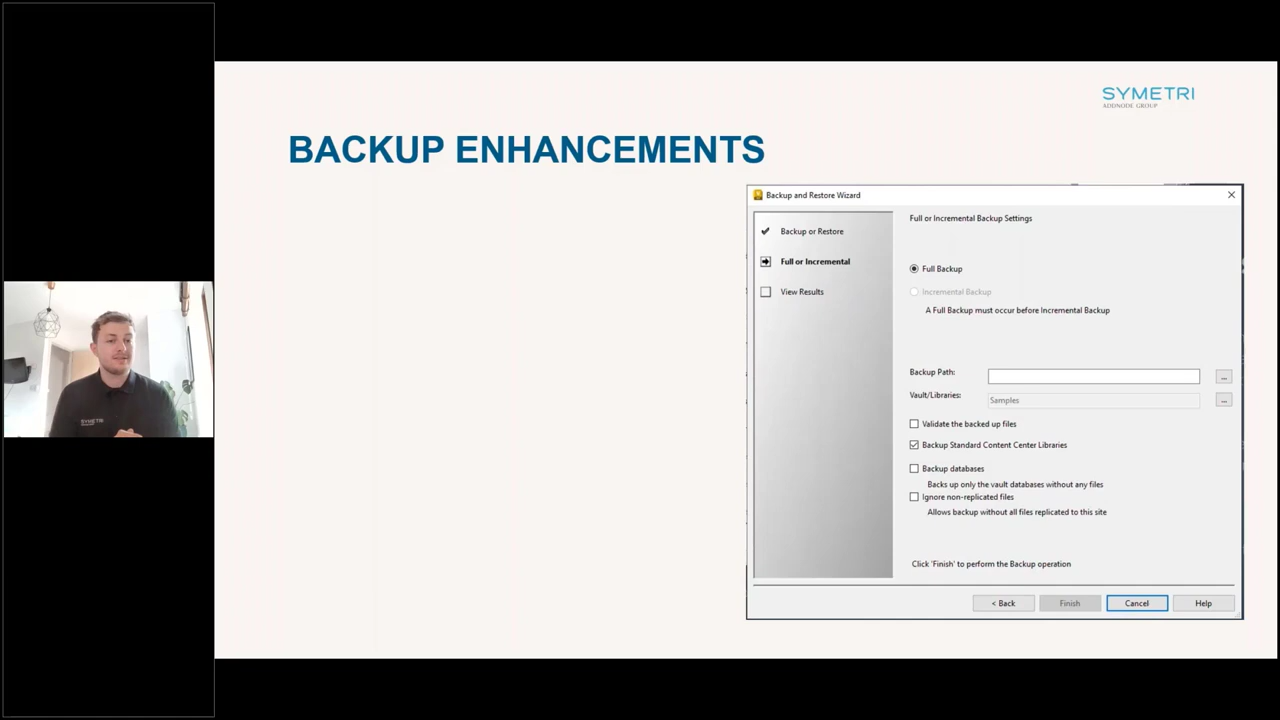 SYMETRI
ADDNODE GROUP
BACKUP ENHANCEMENTS
Backup and Restore Wizard
Backup or Restore
Full or Incremental
View Results
Full or Incremental Backup Settings
Full Backup
Incremental Backup
A Full Backup must occur before Incremental Backup
Backup Path:
...
Vault/Libraries:
Samples
...
Validate the backed up files
Backup Standard Content Center Libraries
Backup databases
Backs up only the vault databases without any files
Ignore non-replicated files
Allows backup without all files replicated to this site
Click 'Finish' to perform the Backup operation
< Back
Finish
Cancel
Help
SYMETRI